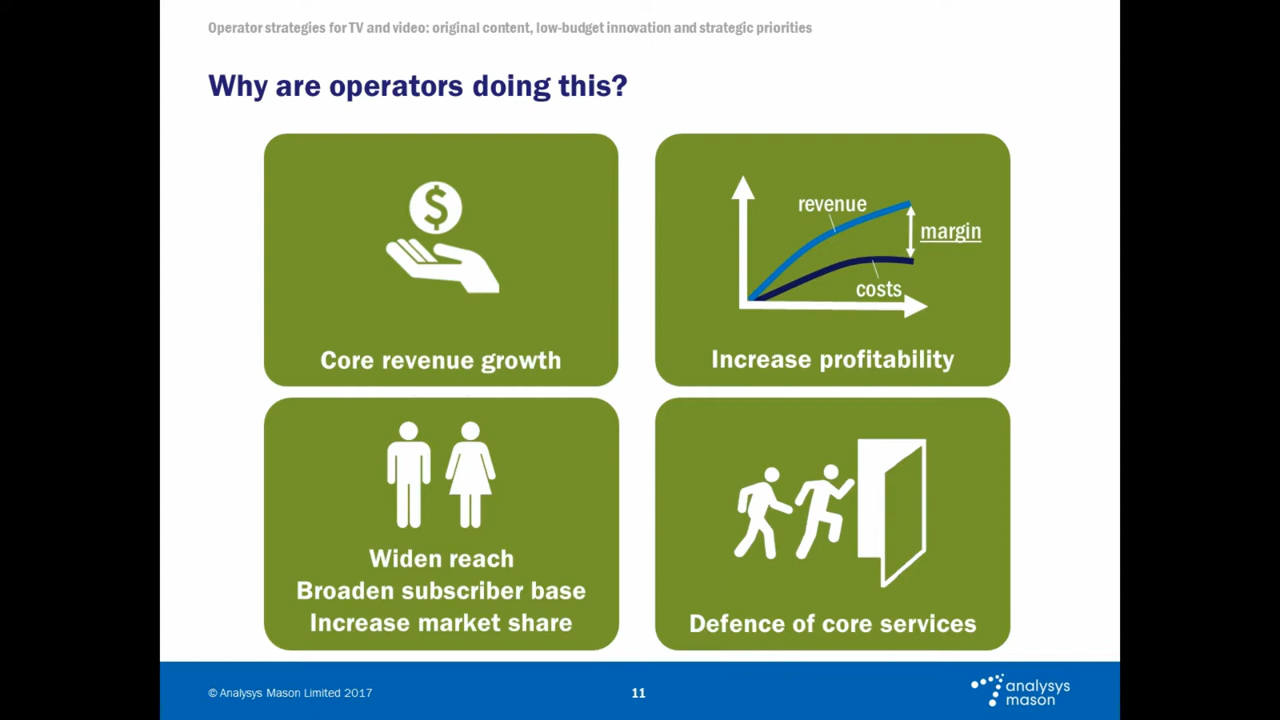 Operator strategies for TV and video: original content, low-budget innovation and strategic priorities
Why are operators doing this?
$
Core revenue growth
revenue
margin
costs
Increase profitability
Widen reach
Broaden subscriber base
Increase market share
Defence of core services
© Analysys Mason Limited 2017
11
analysys
mason